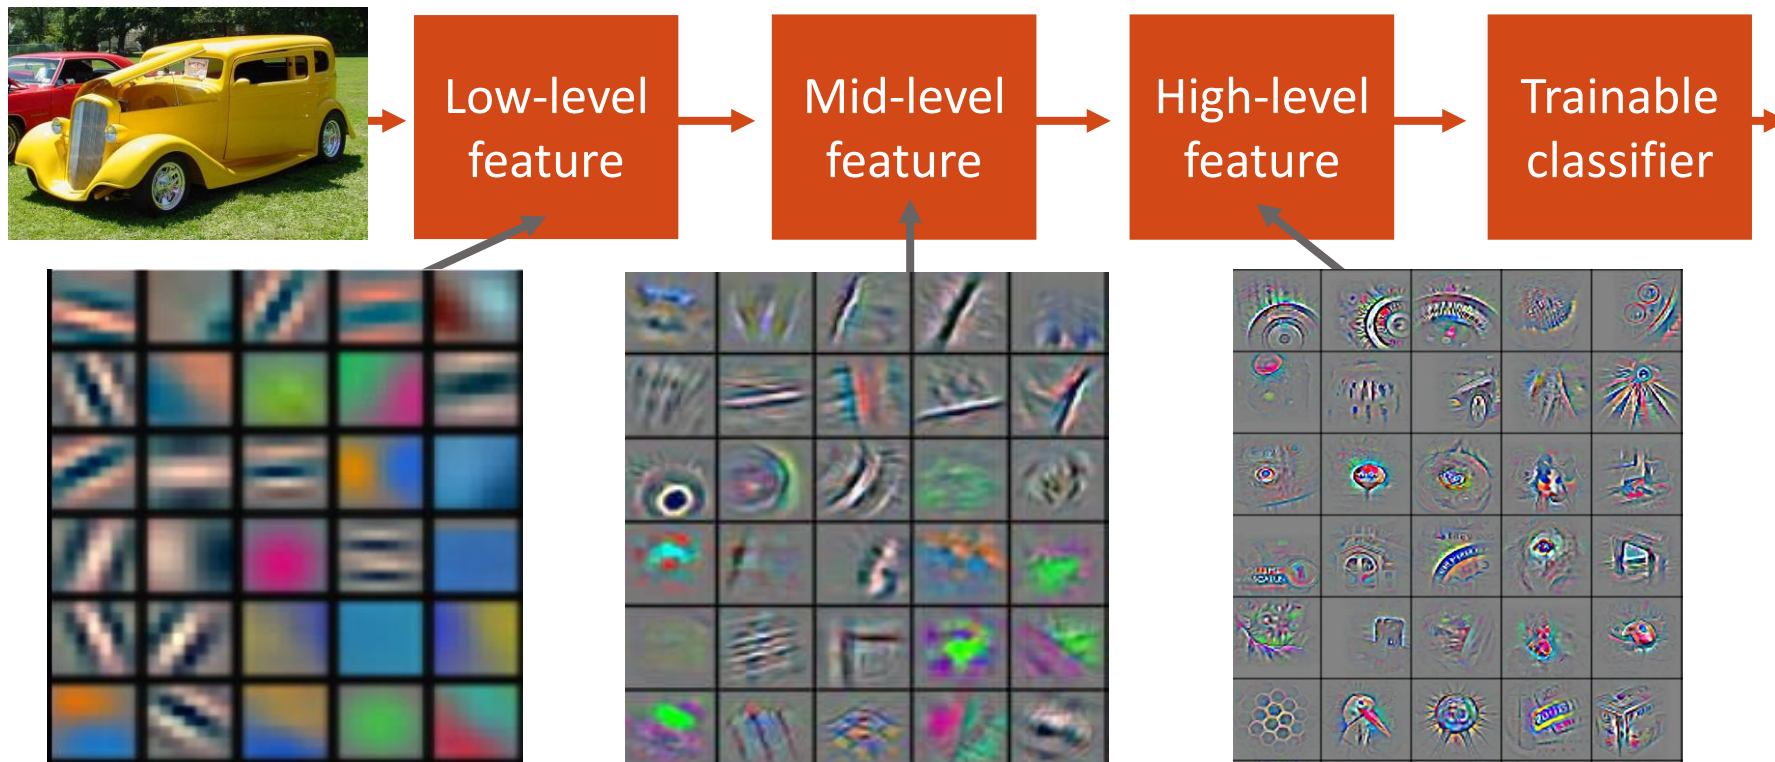 Low-level
feature
Mid-level
feature
High-level
feature
Trainable
classifier